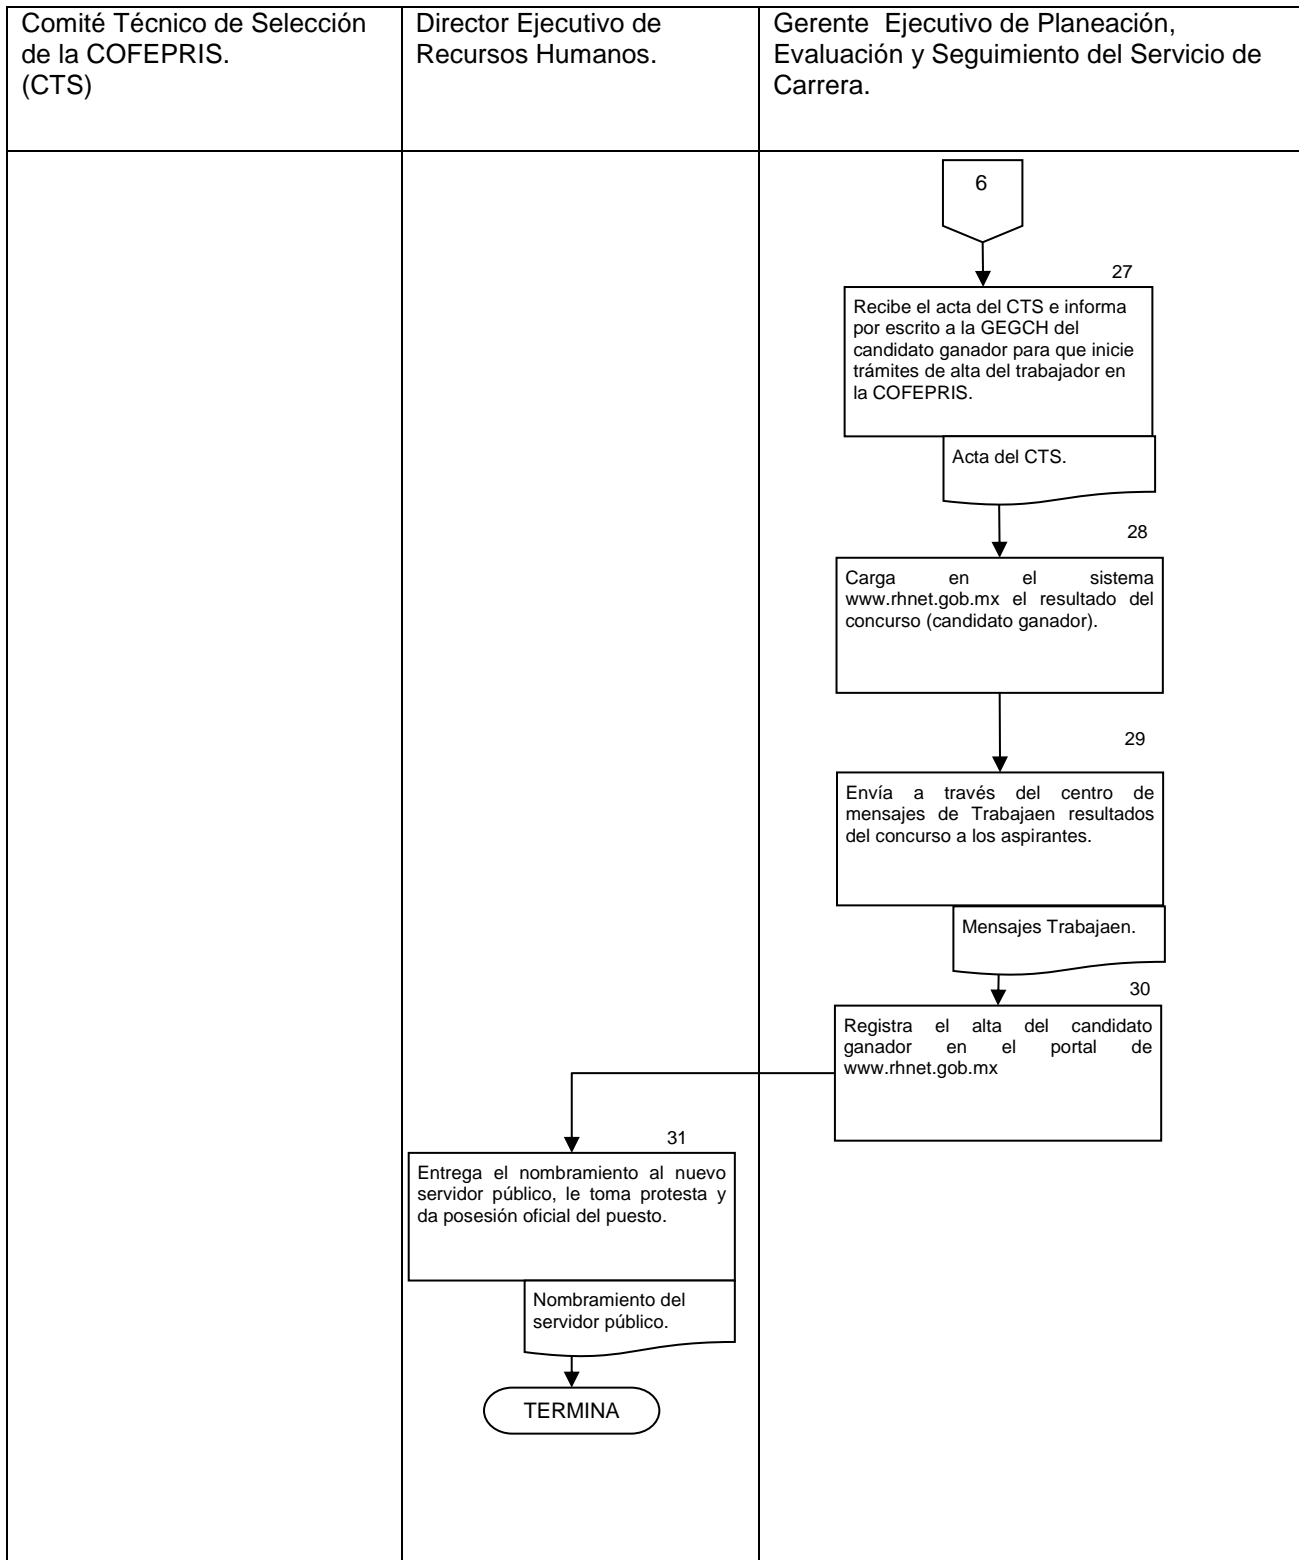 Comité Técnico de Selección
de la COFEPRIS.
(CTS)
Director Ejecutivo de
Recursos Humanos.
Gerente Ejecutivo de Planeación,
Evaluación y Seguimiento del Servicio de
Carrera.
6
27
Recibe el acta del CTS e informa
por escrito a la GEGCH del
candidato ganador para que inicie
trámites de alta del trabajador en
la COFEPRIS.
Acta del CTS.
28
Carga en el sistema
www.rhnet.gob.mx el resultado del
concurso (candidato ganador).
29
Envía a través del centro de
mensajes de Trabajaen resultados
del concurso a los aspirantes.
Mensajes Trabajaen.
30
Registra el alta del candidato
ganador en el portal de
www.rhnet.gob.mx
31
Entrega el nombramiento al nuevo
servidor público, le toma protesta y
da posesión oficial del puesto.
Nombramiento del
servidor público.
TERMINA